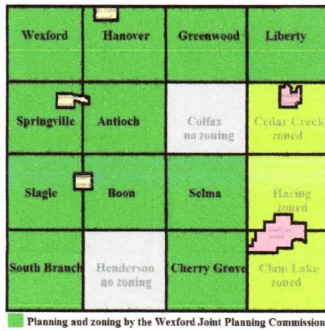 Wexford Hanover Greenwood Liberty
Springville Antioch Colfax Cedar Creek
no zoning zoned
Slagle Boon Selma Haring
zoned
South Branch Henderson Cherry Grove Clam Lake
no zoning zoned
Planning and zoning by the Wexford Joint Planning Commission